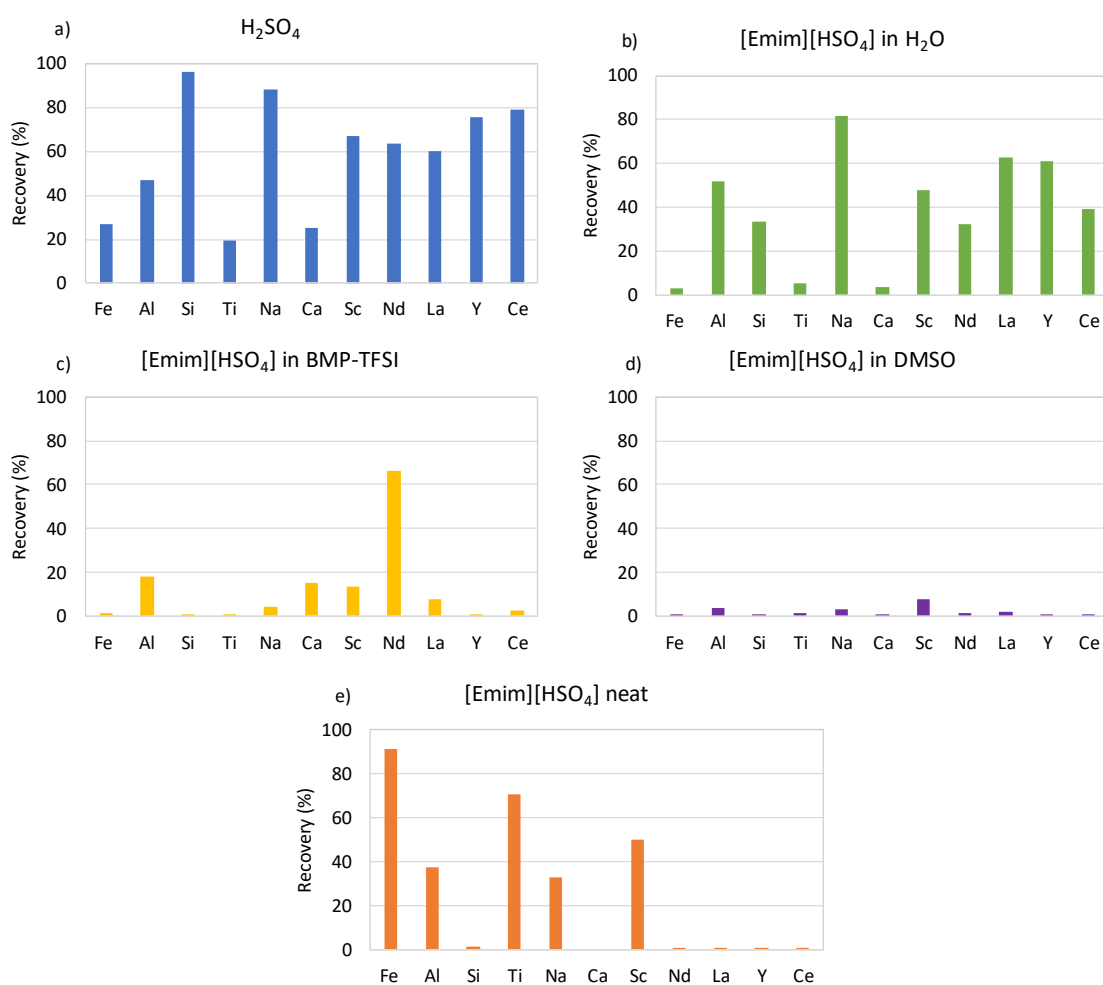 a) H₂SO₄
Recovery (%)
100
80
60
40
20
0
Fe Al Si Ti Na Ca Sc Nd La Y Ce
b) [Emim][HSO₄] in H₂O
Recovery (%)
100
80
60
40
20
0
Fe Al Si Ti Na Ca Sc Nd La Y Ce
c) [Emim][HSO₄] in BMP-TFSI
Recovery (%)
100
80
60
40
20
0
Fe Al Si Ti Na Ca Sc Nd La Y Ce
d) [Emim][HSO₄] in DMSO
Recovery (%)
100
80
60
40
20
0
Fe Al Si Ti Na Ca Sc Nd La Y Ce
e) [Emim][HSO₄] neat
Recovery (%)
100
80
60
40
20
0
Fe Al Si Ti Na Ca Sc Nd La Y Ce